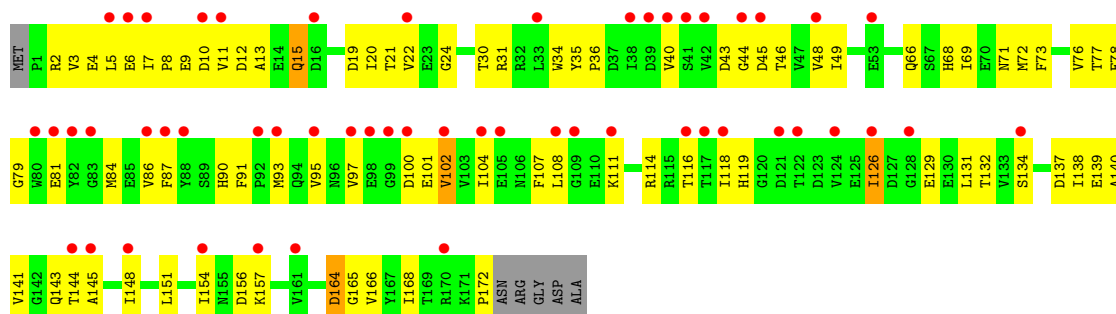 MET P1 R2 V3 E4 L5 E6 I7 P8 E9 D10 V11 D12 A13 E14 Q15 D16 D19 I20 T21 V22 E23 G24 T30 R31 R32 L33 W34 Y35 P36 D37 I38 D39 V40 S41 V42 D43 G44 D45 T46 V47 V48 I49 E53 Q66 S67 H68 I69 E70 N71 M72 F73 V76 T77 E78
G79 W80 E81 Y82 G83 M84 E85 V86 F87 Y88 S89 H90 F91 P92 M93 Q94 V95 N96 V97 E98 G99 D100 E101 V102 V103 I104 E105 N106 F107 L108 G109 E110 K111 R114 R115 T116 T117 I118 H119 G120 D121 T122 D123 V124 E125 I126 D127 G128 E129 E130 L131 T132 V133 S134 D137 I138 E139 A140
V141 G142 Q143 T144 A145 I148 L151 I154 N155 D156 K157 V161 D164 G165 V166 Y167 I168 T169 R170 K171 P172 ASN ARG GLY ASP ALA